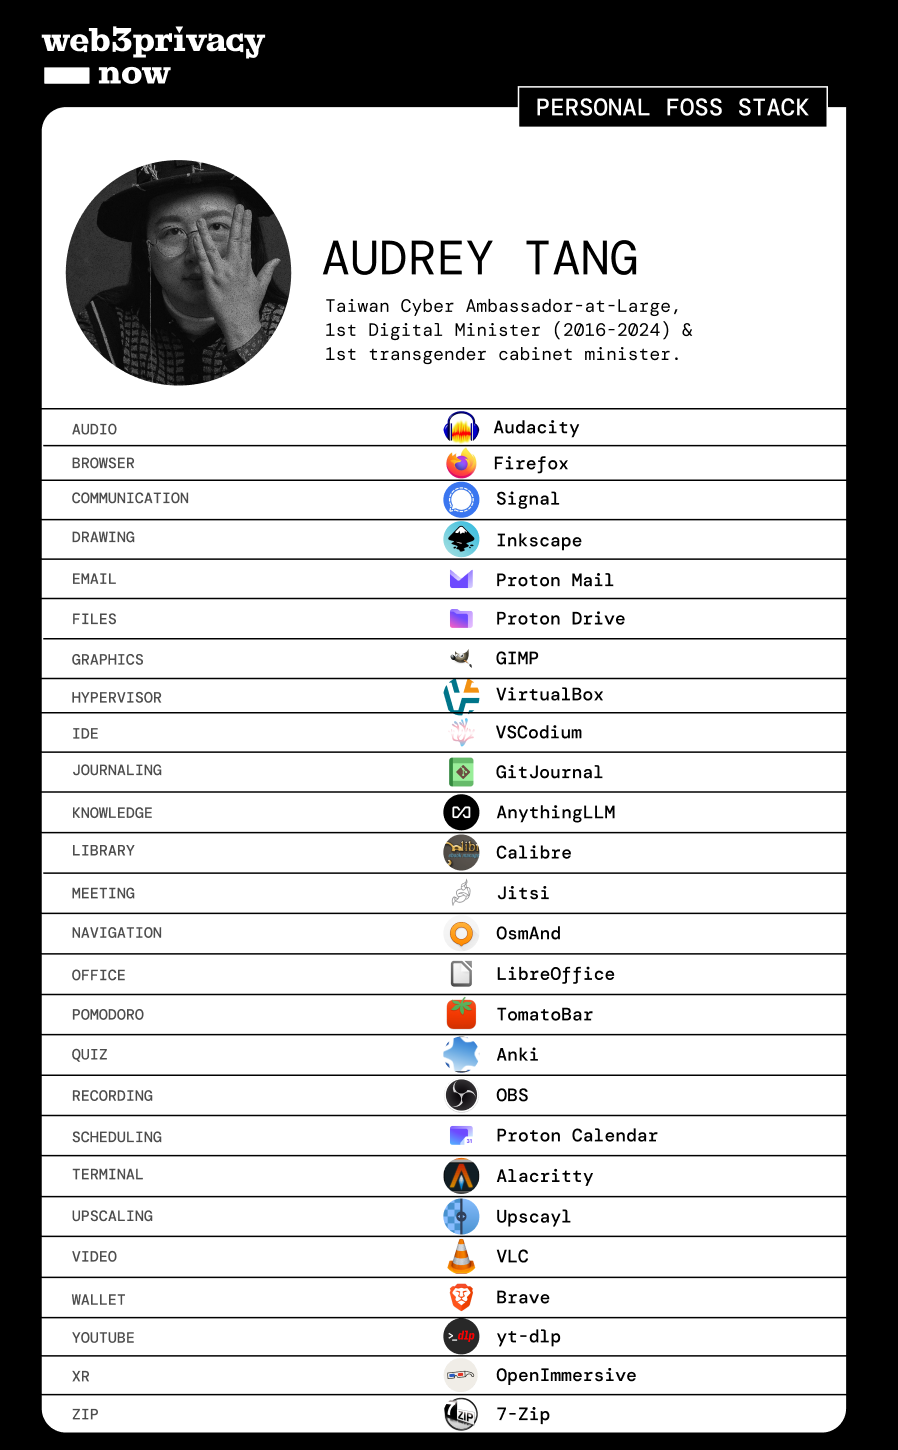 web3privacy
now
PERSONAL FOSS STACK
AUDREY TANG
Taiwan Cyber Ambassador-at-Large,
1st Digital Minister (2016-2024) &
1st transgender cabinet minister.
AUDIO Audacity
BROWSER Firefox
COMMUNICATION Signal
DRAWING Inkscape
EMAIL Proton Mail
FILES Proton Drive
GRAPHICS GIMP
HYPERVISOR VirtualBox
IDE VSCodium
JOURNALING GitJournal
KNOWLEDGE AnythingLLM
LIBRARY Calibre
MEETING Jitsi
NAVIGATION OsmAnd
OFFICE LibreOffice
POMODORO TomatoBar
QUIZ Anki
RECORDING OBS
SCHEDULING 31 Proton Calendar
TERMINAL Alacritty
UPSCALING Upscayl
VIDEO VLC
WALLET Brave
YOUTUBE >_dlp yt-dlp
XR OpenImmersive
ZIP 7ZIP 7-Zip